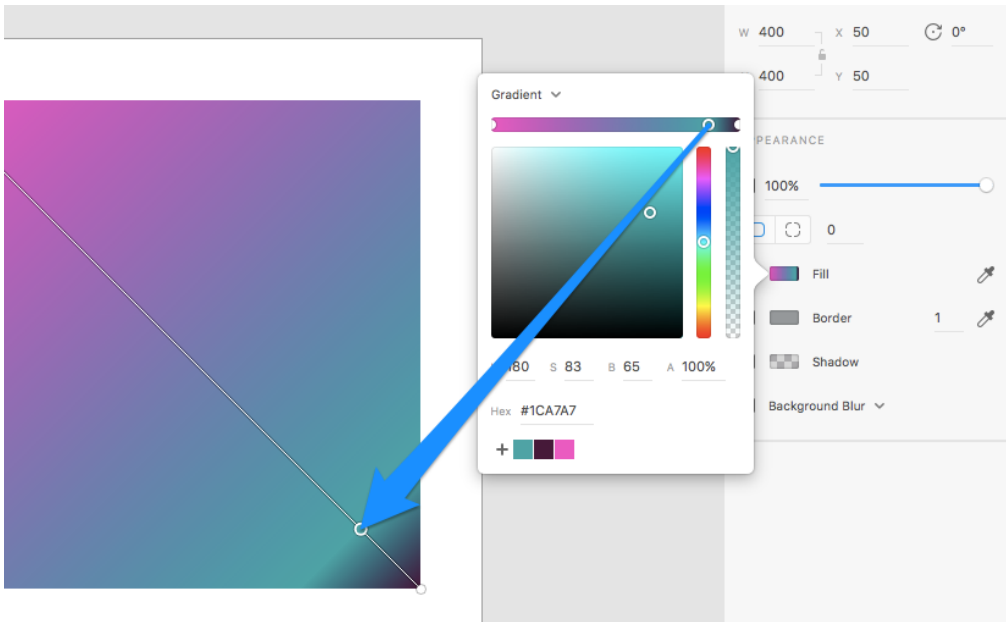 W 400 X 50 0°
400 Y 50
Gradient
PEARANCE
100%
0
Fill
Border 1
Shadow
Background Blur
180 S 83 B 65 A 100%
Hex #1CA7A7
+